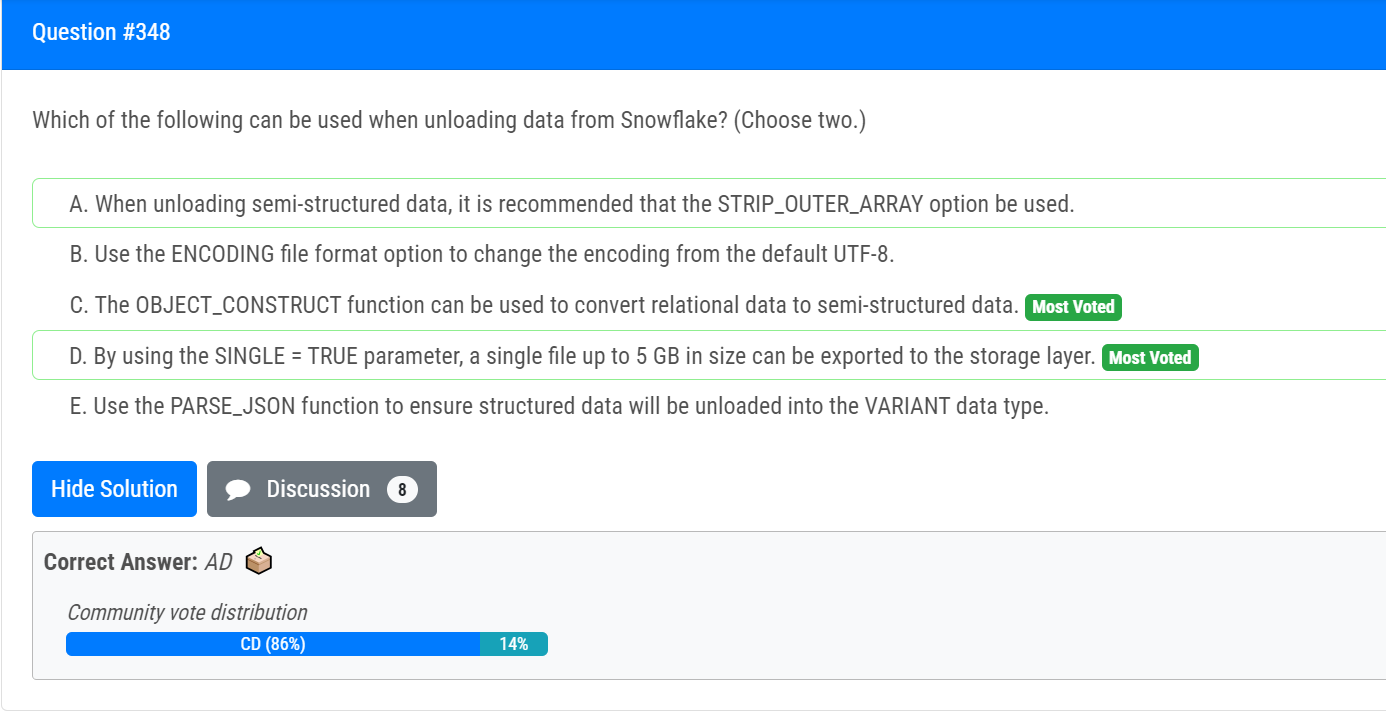 Question #348
Which of the following can be used when unloading data from Snowflake? (Choose two.)
A. When unloading semi-structured data, it is recommended that the STRIP_OUTER_ARRAY option be used.
B. Use the ENCODING file format option to change the encoding from the default UTF-8.
C. The OBJECT_CONSTRUCT function can be used to convert relational data to semi-structured data. Most Voted
D. By using the SINGLE = TRUE parameter, a single file up to 5 GB in size can be exported to the storage layer. Most Voted
E. Use the PARSE_JSON function to ensure structured data will be unloaded into the VARIANT data type.
Hide Solution Discussion 8
Correct Answer: AD
Community vote distribution
CD (86%) 14%